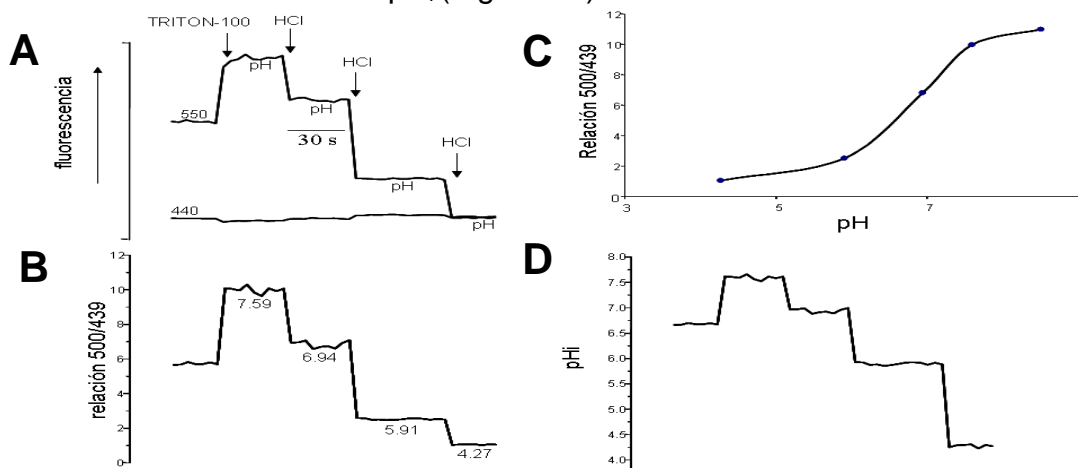 TRITON-100 HCl
A
HCl
pH
550
pH
30 s
HCl
pH
440
pH
fluorescencia
C
12
10
8
6
4
2
0
3 5 7
pH
Relación 500/439
B
12
10
8
6
4
2
0
7.59
6.94
5.91
4.27
relación 500/439
D
8.0
7.5
7.0
6.5
6.0
5.5
5.0
4.5
4.0
pHi